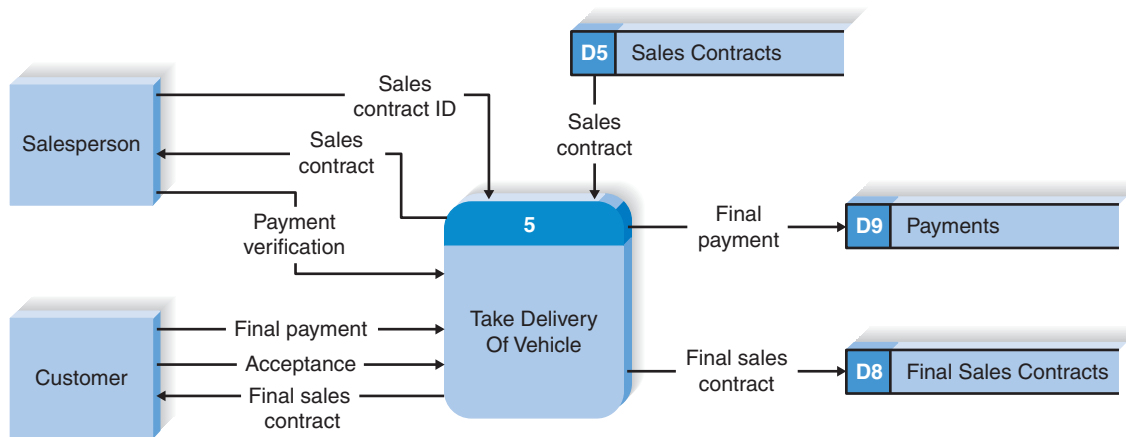 D5 Sales Contracts
Sales
contract ID
Salesperson
Sales
contract
Sales
contract
Payment
verification
5
Take Delivery
Of Vehicle
Final
payment
D9 Payments
Customer
Final payment
Acceptance
Final sales
contract
Final sales
contract
D8 Final Sales Contracts